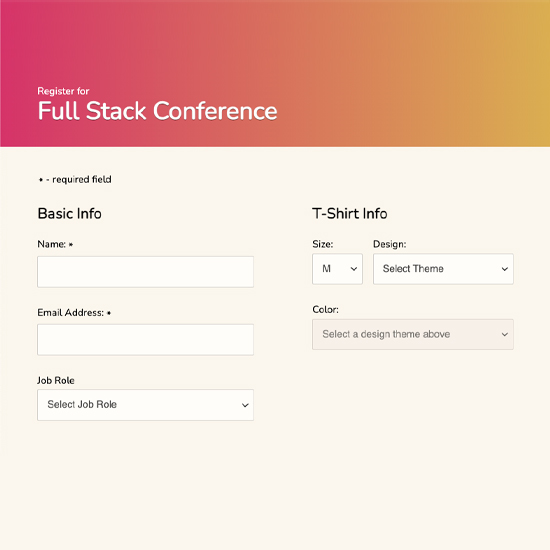 Register for
Full Stack Conference
* - required field
Basic Info
Name: *
Email Address: *
Job Role
Select Job Role
T-Shirt Info
Size:
Design:
M
Select Theme
Color:
Select a design theme above